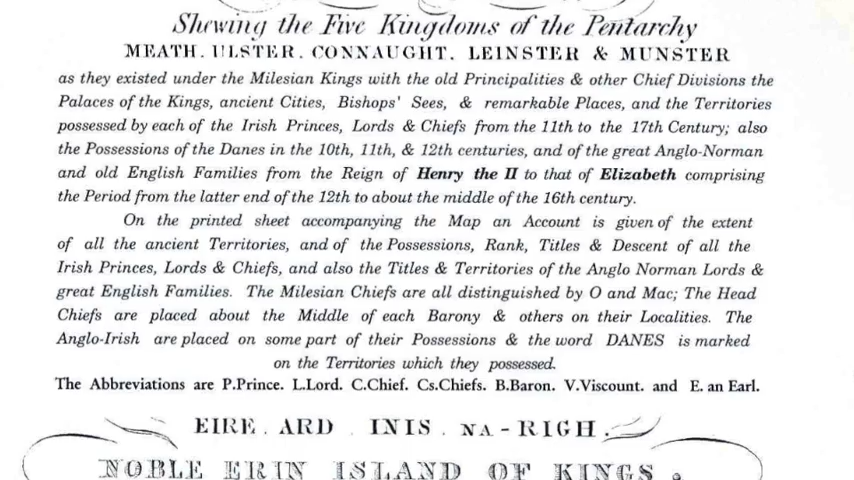 Shewing the Five Kingdoms of the Pentarchy
MEATH. ULSTER. CONNAUGHT. LEINSTER & MUNSTER
as they existed under the Milesian Kings with the old Principalities & other Chief Divisions the
Palaces of the Kings, ancient Cities, Bishops' Sees, & remarkable Places, and the Territories
possessed by each of the Irish Princes, Lords & Chiefs from the 11th to the 17th Century; also
the Possessions of the Danes in the 10th, 11th, & 12th centuries, and of the great Anglo-Norman
and old English Families from the Reign of Henry the II to that of Elizabeth comprising
the Period from the latter end of the 12th to about the middle of the 16th century.
On the printed sheet accompanying the Map an Account is given of the extent
of all the ancient Territories, and of the Possessions, Rank, Titles & Descent of all the
Irish Princes, Lords & Chiefs, and also the Titles & Territories of the Anglo Norman Lords &
great English Families. The Milesian Chiefs are all distinguished by O and Mac; The Head
Chiefs are placed about the Middle of each Barony & others on their Localities. The
Anglo-Irish are placed on some part of their Possessions & the word DANES is marked
on the Territories which they possessed.
The Abbreviations are P.Prince. L.Lord. C.Chief. Cs.Chiefs. B.Baron. V.Viscount. and E. an Earl.
EIRE . ARD . INIS . NA-RIGH.
NOBLE ERIN ISLAND OF KINGS.